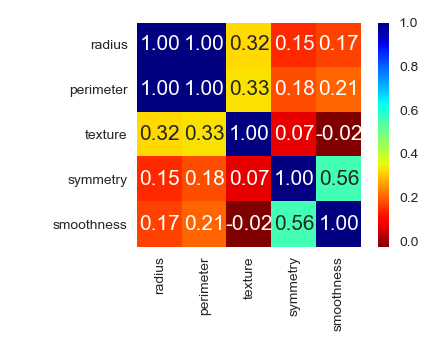 radius 1.00 1.00 0.32 0.15 0.17
perimeter 1.00 1.00 0.33 0.18 0.21
texture 0.32 0.33 1.00 0.07 -0.02
symmetry 0.15 0.18 0.07 1.00 0.56
smoothness 0.17 0.21 -0.02 0.56 1.00
radius perimeter texture symmetry smoothness
1.0
0.8
0.6
0.4
0.2
0.0